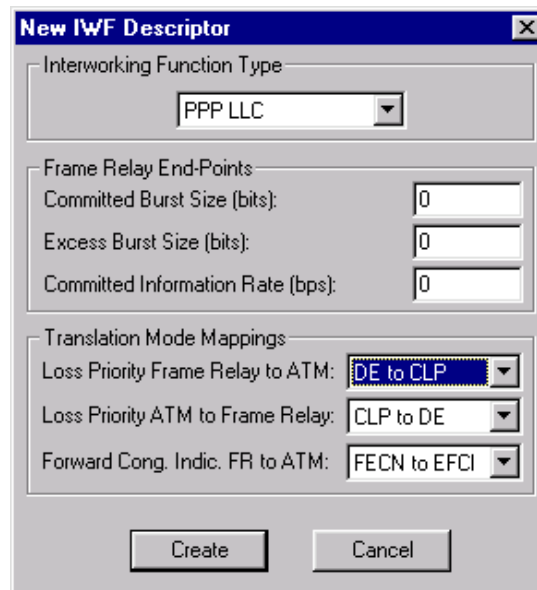 New IWF Descriptor
Interworking Function Type
PPP LLC
Frame Relay End-Points
Committed Burst Size (bits): 0
Excess Burst Size (bits): 0
Committed Information Rate (bps): 0
Translation Mode Mappings
Loss Priority Frame Relay to ATM: DE to CLP
Loss Priority ATM to Frame Relay: CLP to DE
Forward Cong. Indic. FR to ATM: FECN to EFCI
Create Cancel